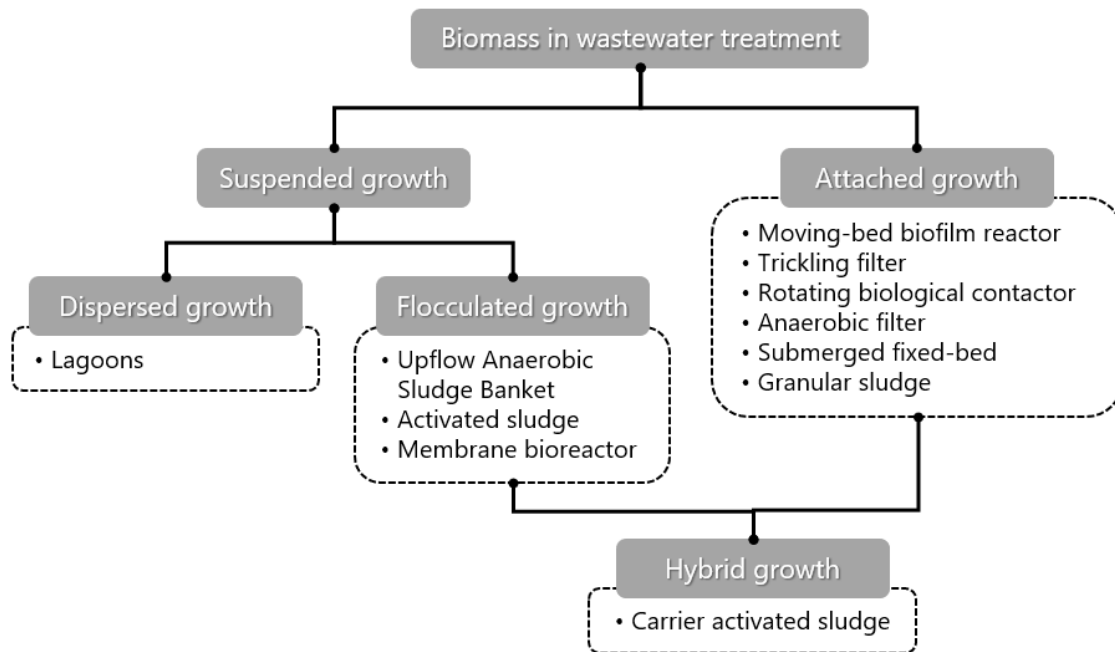 Biomass in wastewater treatment
Suspended growth
Attached growth
• Moving-bed biofilm reactor
• Trickling filter
• Rotating biological contactor
• Anaerobic filter
• Submerged fixed-bed
• Granular sludge
Dispersed growth
• Lagoons
Flocculated growth
• Upflow Anaerobic
Sludge Banket
• Activated sludge
• Membrane bioreactor
Hybrid growth
• Carrier activated sludge